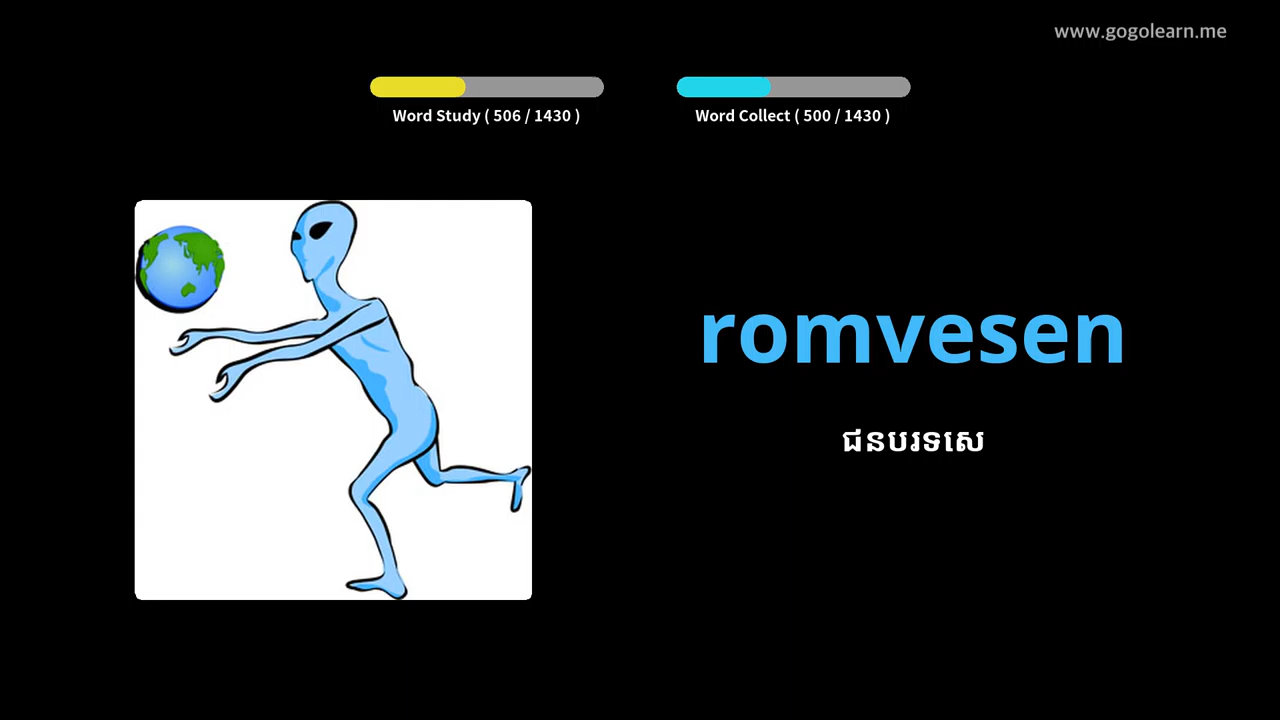 www.gogolearn.me
Word Study ( 506 / 1430 )
Word Collect ( 500 / 1430 )
romvesen
ជនបរទេស